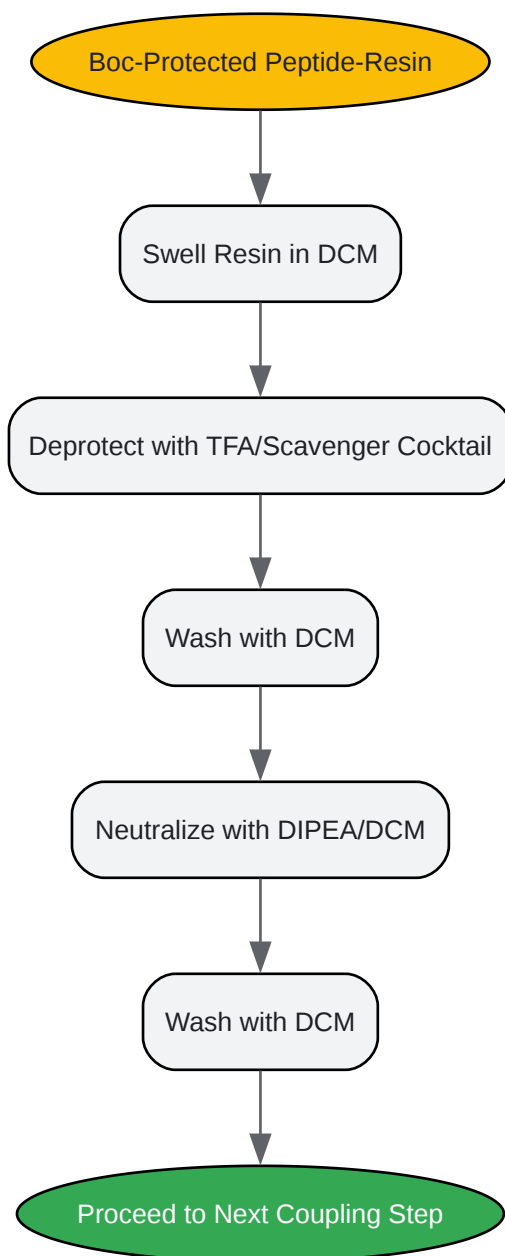 Boc-Protected Peptide-Resin
Swell Resin in DCM
Deprotect with TFA/Scavenger Cocktail
Wash with DCM
Neutralize with DIPEA/DCM
Wash with DCM
Proceed to Next Coupling Step